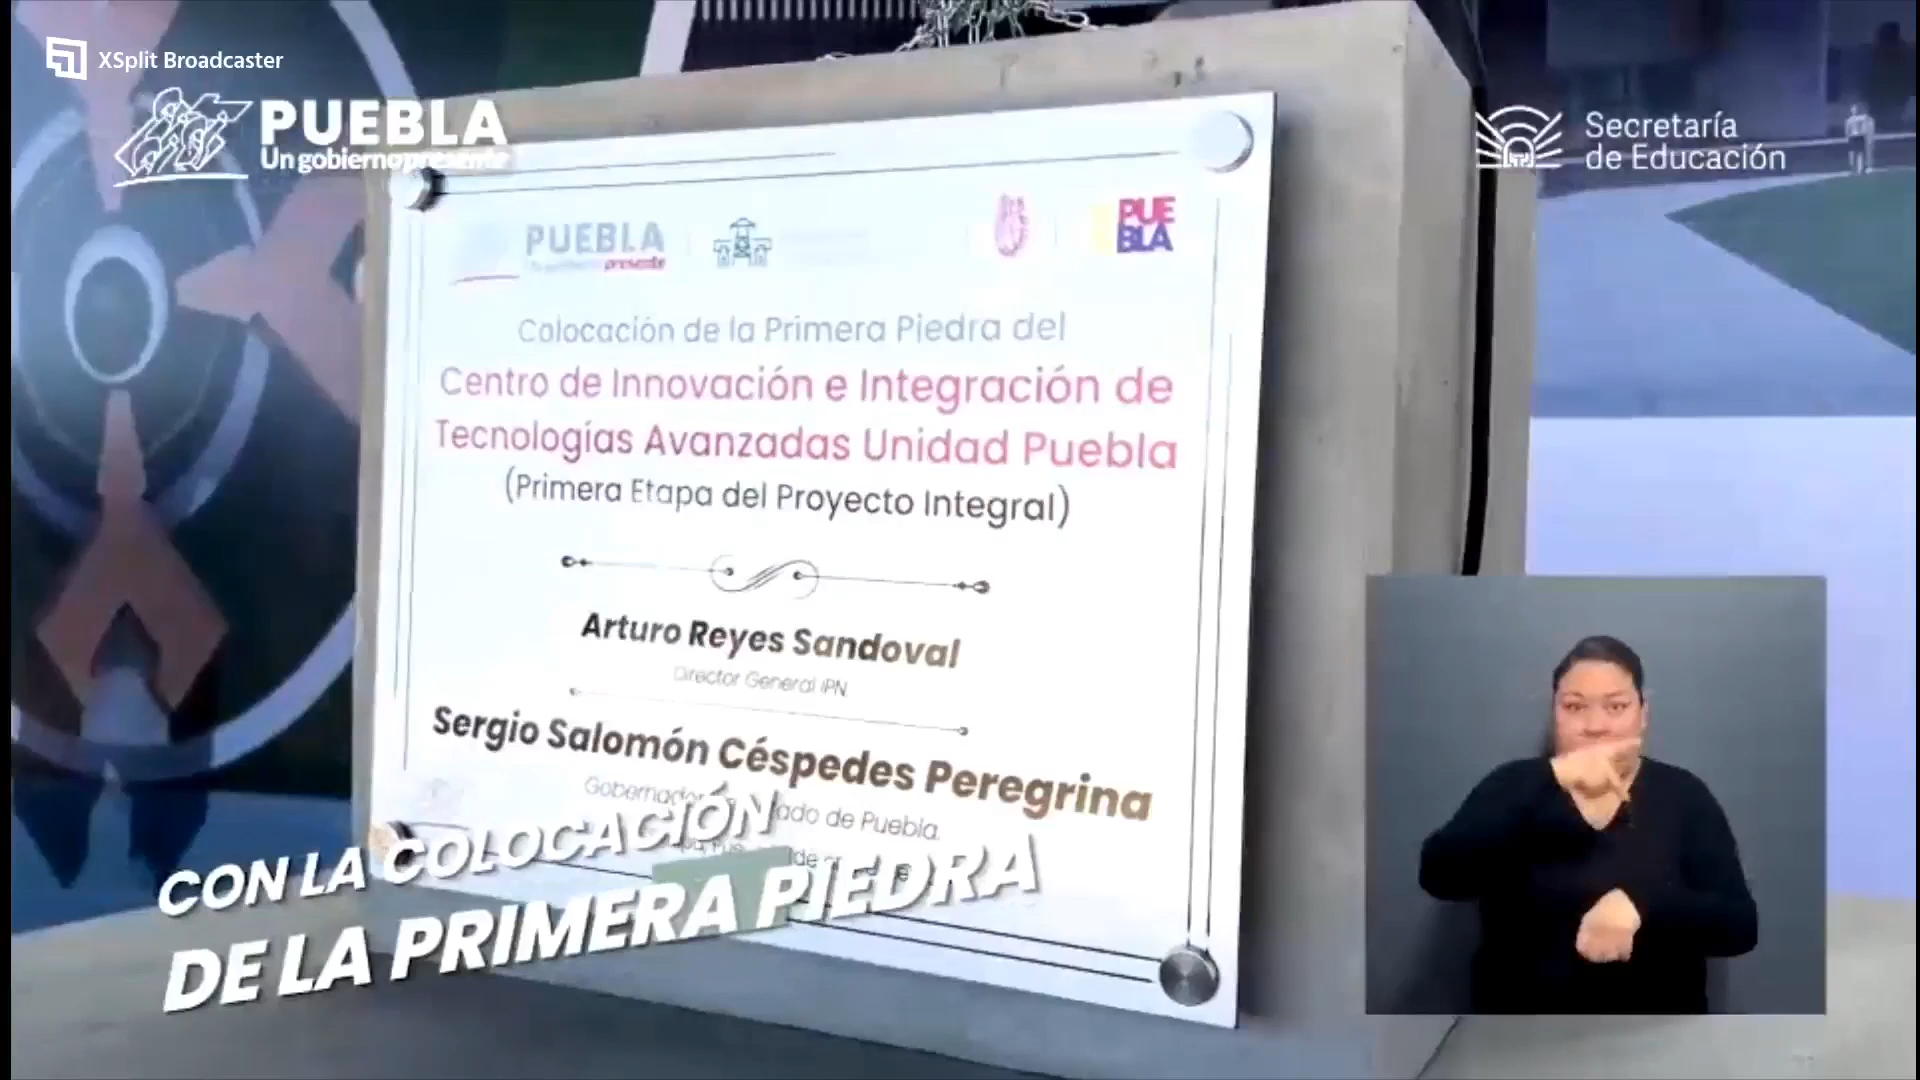 XSplit Broadcaster
PUEBLA
Un gobierno presente
Secretaría
de Educación
PUEBLA
presente
PUE
BLA
Colocación de la Primera Piedra del
Centro de Innovación e Integración de
Tecnologías Avanzadas Unidad Puebla
(Primera Etapa del Proyecto Integral)
Arturo Reyes Sandoval
Director General IPN
Sergio Salomón Céspedes Peregrina
de Puebla.
CON LA COLOCACIÓN
DE LA PRIMERA PIEDRA